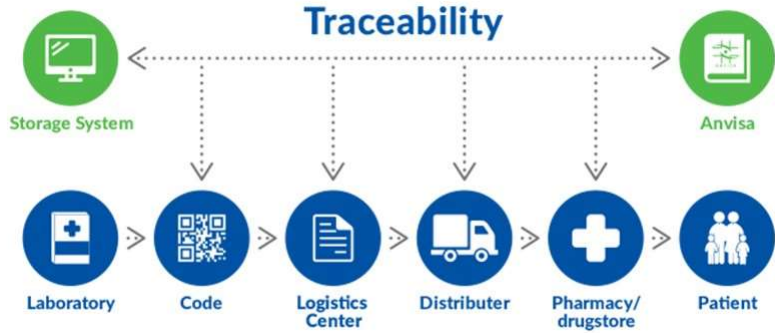 Traceability
Storage System
Anvisa
Laboratory
Code
Logistics
Center
Distributer
Pharmacy/
drugstore
Patient